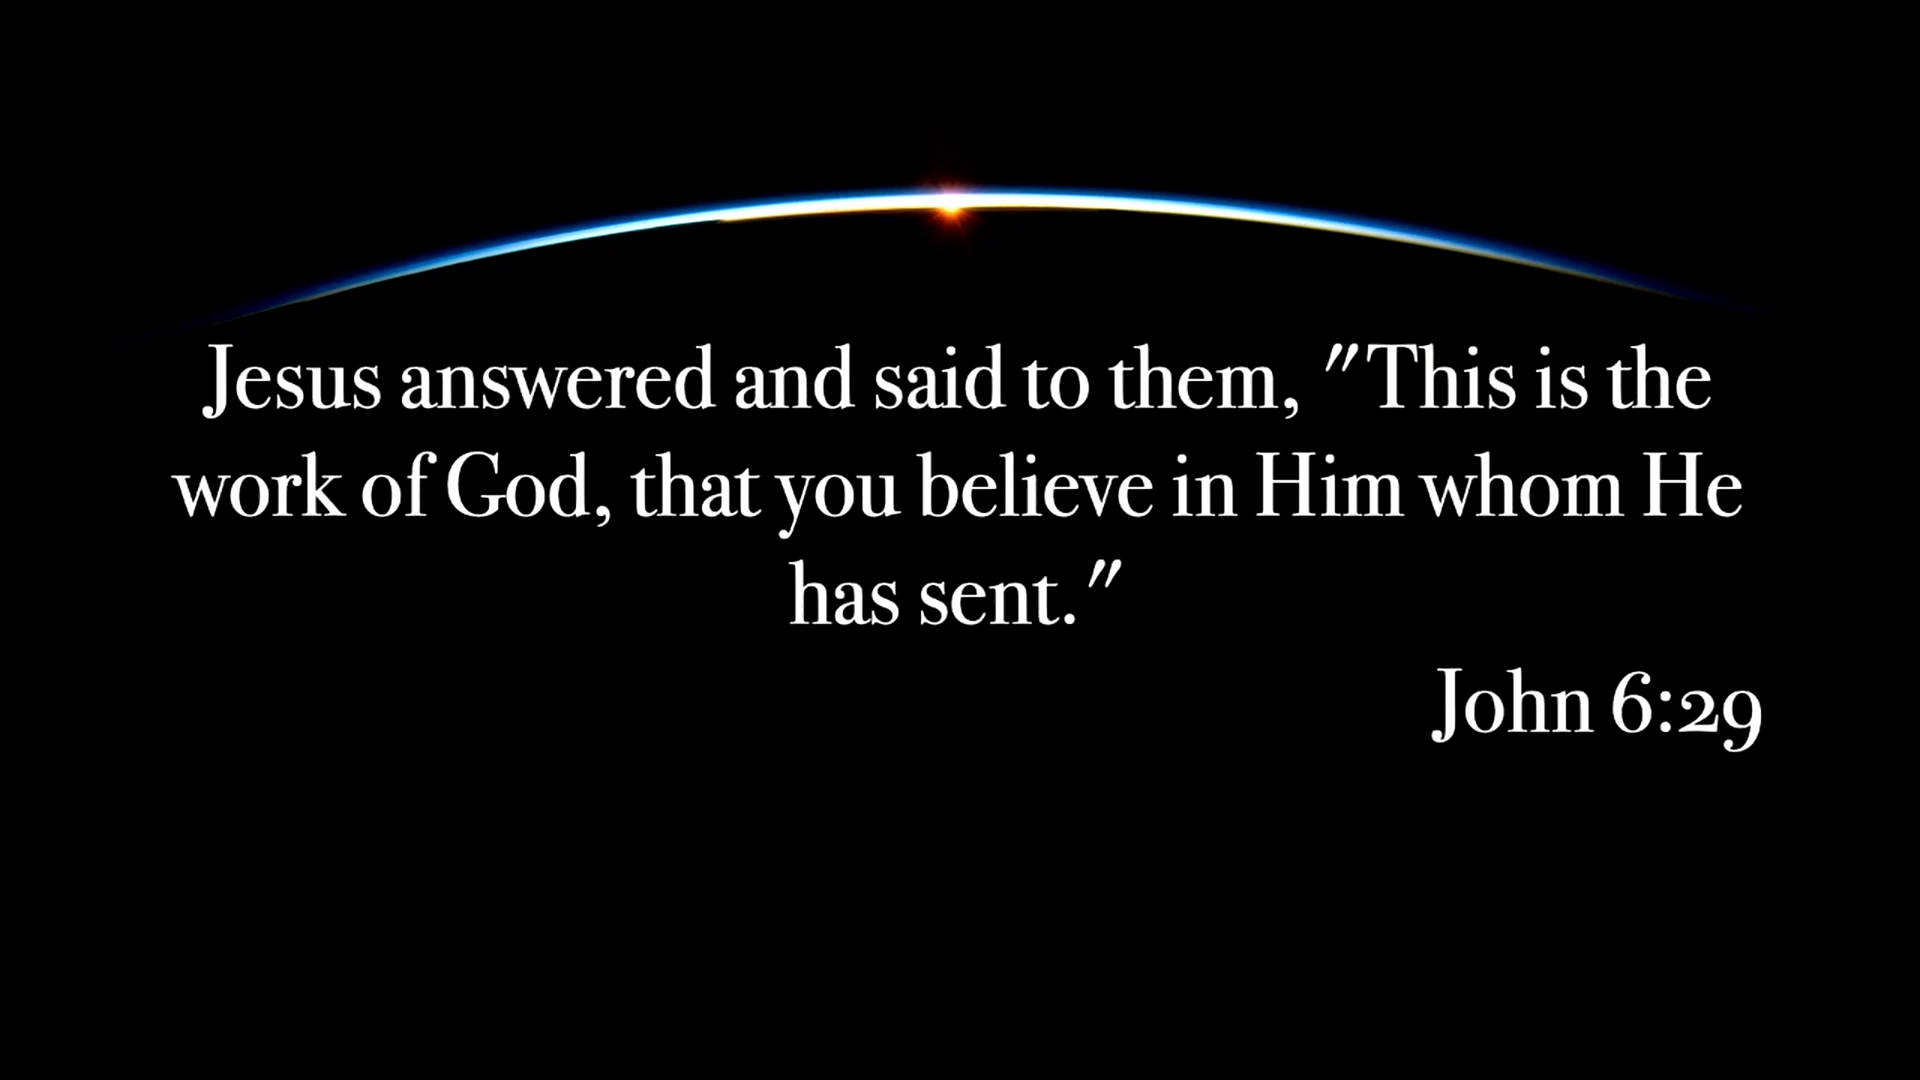 Jesus answered and said to them, "This is the
work of God, that you believe in Him whom He
has sent."
John 6:29